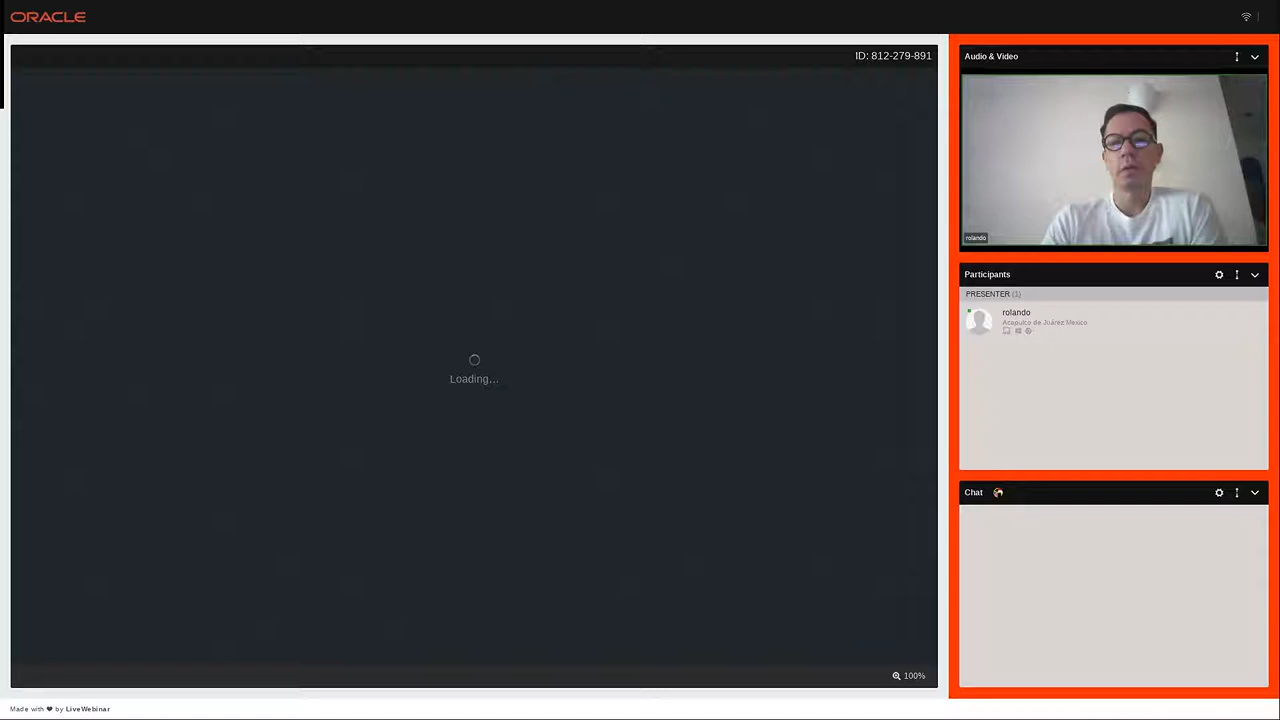 ORACLE
ID: 812-279-891
Loading...
100%
Audio & Video
rolando
Participants
PRESENTER (1)
rolando
Acapulco de Juárez Mexico
Chat
Made with ❤ by LiveWebinar